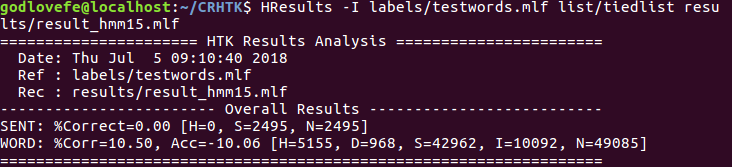 godlovefe@localhost:~/CRHTK$ HResults -I labels/testwords.mlf list/tiedlist resu
lts/result_hmm15.mlf
===================== HTK Results Analysis =======================
  Date: Thu Jul  5 09:10:40 2018
  Ref : labels/testwords.mlf
  Rec : results/result_hmm15.mlf
------------------------ Overall Results --------------------------
SENT: %Correct=0.00 [H=0, S=2495, N=2495]
WORD: %Corr=10.50, Acc=-10.06 [H=5155, D=968, S=42962, I=10092, N=49085]
===================================================================